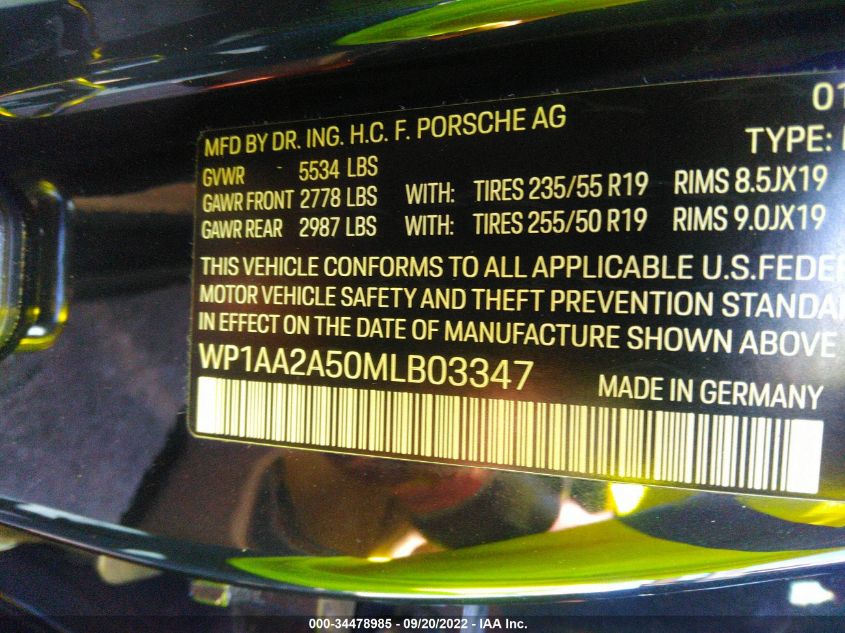 01
MFD BY DR. ING. H.C. F. PORSCHE AG
TYPE:
GVWR 5534 LBS
GAWR FRONT 2778 LBS WITH: TIRES 235/55 R19 RIMS 8.5JX19
GAWR REAR 2987 LBS WITH: TIRES 255/50 R19 RIMS 9.0JX19
THIS VEHICLE CONFORMS TO ALL APPLICABLE U.S.FEDER
MOTOR VEHICLE SAFETY AND THEFT PREVENTION STANDA
IN EFFECT ON THE DATE OF MANUFACTURE SHOWN ABOVE
WP1AA2A50MLB03347
MADE IN GERMANY
000-34478985 — 09/20/2022 — IAA Inc.